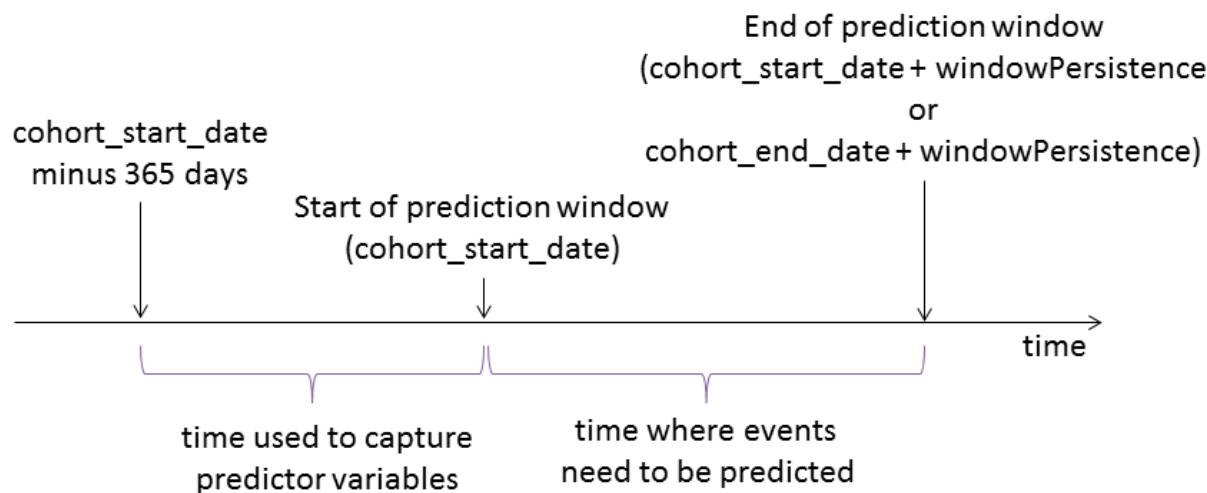 End of prediction window
(cohort_start_date + windowPersistence
or
cohort_end_date + windowPersistence)
cohort_start_date
minus 365 days
Start of prediction window
(cohort_start_date)
time
time used to capture
predictor variables
time where events
need to be predicted